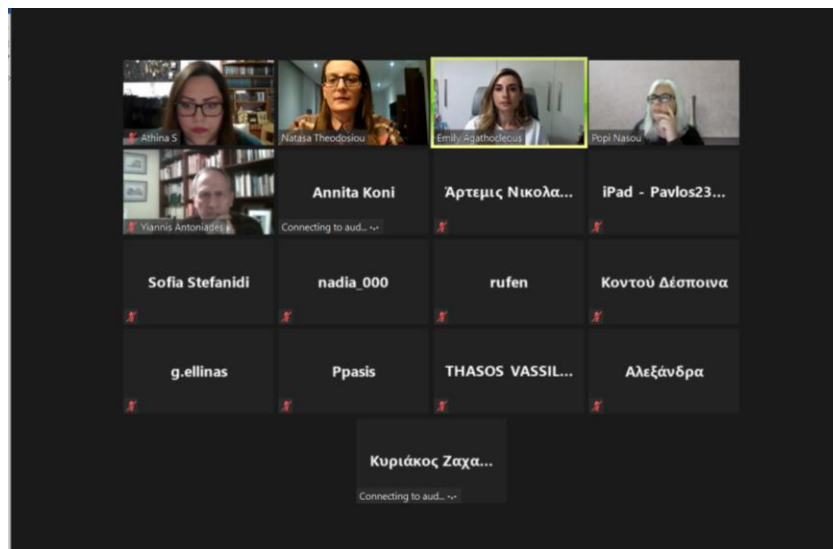 Athina S
Natasa Theodosiou
Emily Agathocleous
Popi Nasou
Yiannis Antoniades
Annita Koni
Connecting to aud...
Άρτεμις Νικολα...
iPad - Pavlos23...
Sofia Stefanidi
nadia_000
rufen
Κοντού Δέσποινα
g.ellinas
Ppasis
THASOS VASSIL...
Αλεξάνδρα
Κυριάκος Ζαχα...
Connecting to aud...